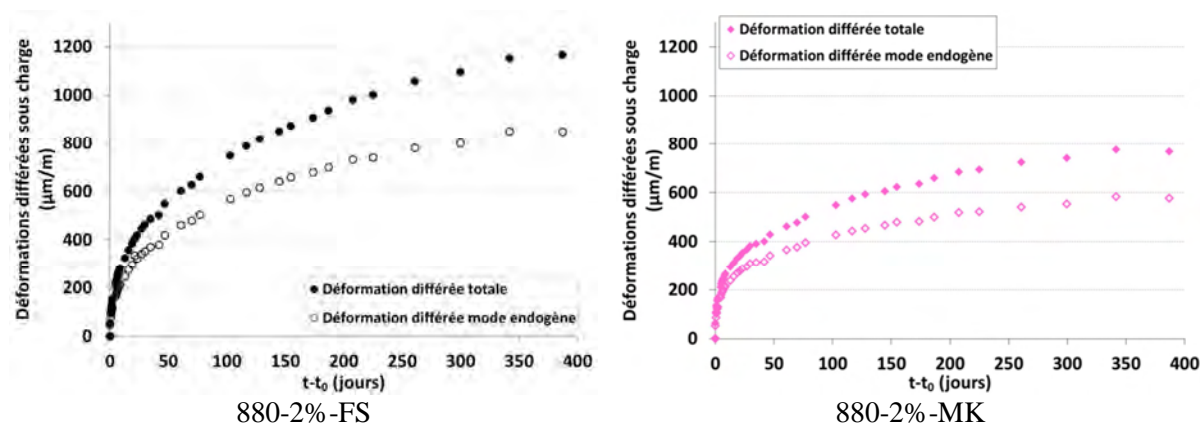 Déformations différées sous charge
(µm/m)
1200
1000
800
600
400
200
0
Déformation différée totale
Déformation différée mode endogène
0 50 100 150 200 250 300 350 400
t-t₀ (jours)
880-2%-FS
Déformations différées sous charge
(µm/m)
Déformation différée totale
Déformation différée mode endogène
1200
1000
800
600
400
200
0
0 50 100 150 200 250 300 350 400
t-t₀ (jours)
880-2%-MK